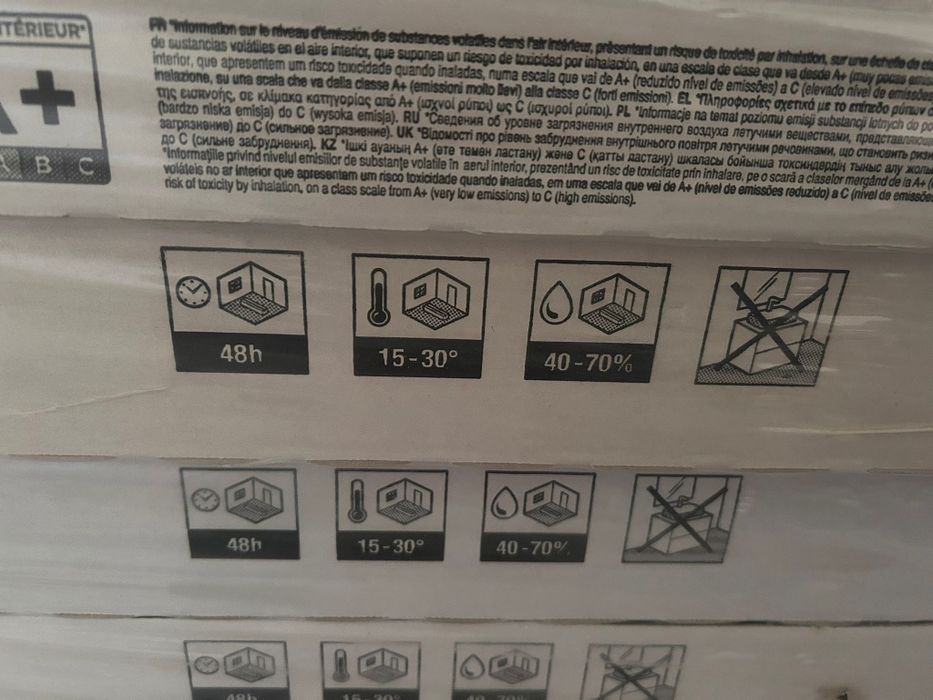 INTÉRIEUR*
A+
A B C
FR *Information sur le niveau d'émission de substances volatiles dans l'air intérieur, présentant un risque de toxicité par inhalation, sur une échelle de
de sustancias volátiles en el aire interior, que suponen un riesgo de toxicidad por inhalación, en una escala de clase que va desde A+ (muy pocas
interior, que apresentam um risco toxicidade quando inaladas, numa escala que vai de A+ (reduzido nível de emissões) a C (elevado nível de emissões
inalazione, su una scala che va dalla classe A+ (emissioni molto lievi) alla classe C (forti emissioni). EL *Πληροφορίες σχετικά με το επίπεδο ρύπων
της εισπνοής, σε κλίμακα κατηγορίας από A+ (ισχνοί ρύποι) ως C (ισχυροί ρύποι). PL *Informacje na temat poziomu emisji substancji lotnych do
(bardzo niska emisja) do C (wysoka emisja). RU *Сведения об уровне загрязнения внутреннего воздуха летучими веществами,
загрязнение) до C (сильное загрязнение). UK *Відомості про рівень забруднення внутрішнього повітря летучими речовинами, що становить
до C (сильне забруднення). KZ *Ішкі ауаның A+ (өте төмен ластану) және C (қатты ластану) шкаласы бойынша токсиндердің тыныс алу
*Informațiile privind nivelul emisiilor de substanțe volatile în aerul interior, prezentând un risc de toxicitate prin inhalare, pe o scară a claselor mergând de la A+
voláteis no ar interior que apresentam um risco toxicidade quando inaladas, em uma escala que vai de A+ (nível de emissões reduzido) a C (nível de emissões
risk of toxicity by inhalation, on a class scale from A+ (very low emissions) to C (high emissions).
48h 15-30° 40-70%
48h 15-30° 40-70%
48h 15-30° 40-70%